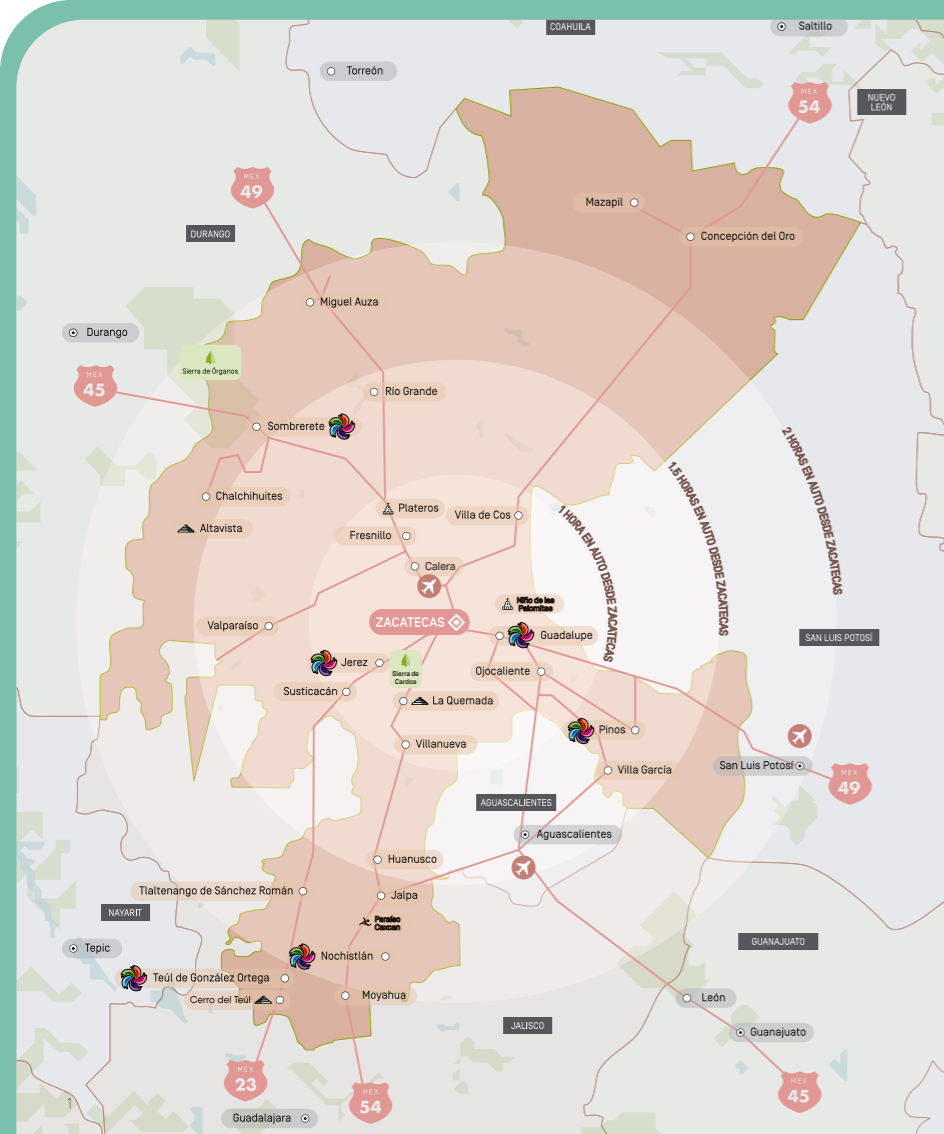 COAHUILA
Saltillo
Torreón
MEX
54
NUEVO
LEÓN
MEX
49
Mazapil
DURANGO
Concepción del Oro
Miguel Auza
Durango
Sierra de Órganos
MEX
45
Río Grande
Sombrerete
2 HORAS EN AUTO DESDE ZACATECAS
1.5 HORAS EN AUTO DESDE ZACATECAS
1 HORA EN AUTO DESDE ZACATECAS
Chalchihuites
Plateros
Villa de Cos
Altavista
Fresnillo
Calera
Niño de las
Palomitas
ZACATECAS
Valparaíso
Guadalupe
SAN LUIS POTOSÍ
Jerez
Sierra de
Cardos
Ojocaliente
Susticacán
La Quemada
Pinos
Villanueva
San Luis Potosí
Villa García
MEX
49
AGUASCALIENTES
Aguascalientes
Huanusco
Tlaltenango de Sánchez Román
Jalpa
NAYARIT
Paraíso
Caxcan
Tepic
GUANAJUATO
Nochistlán
Teúl de González Ortega
Cerro del Teúl
Moyahua
León
JALISCO
Guanajuato
MEX
23
MEX
54
MEX
45
1
Guadalajara